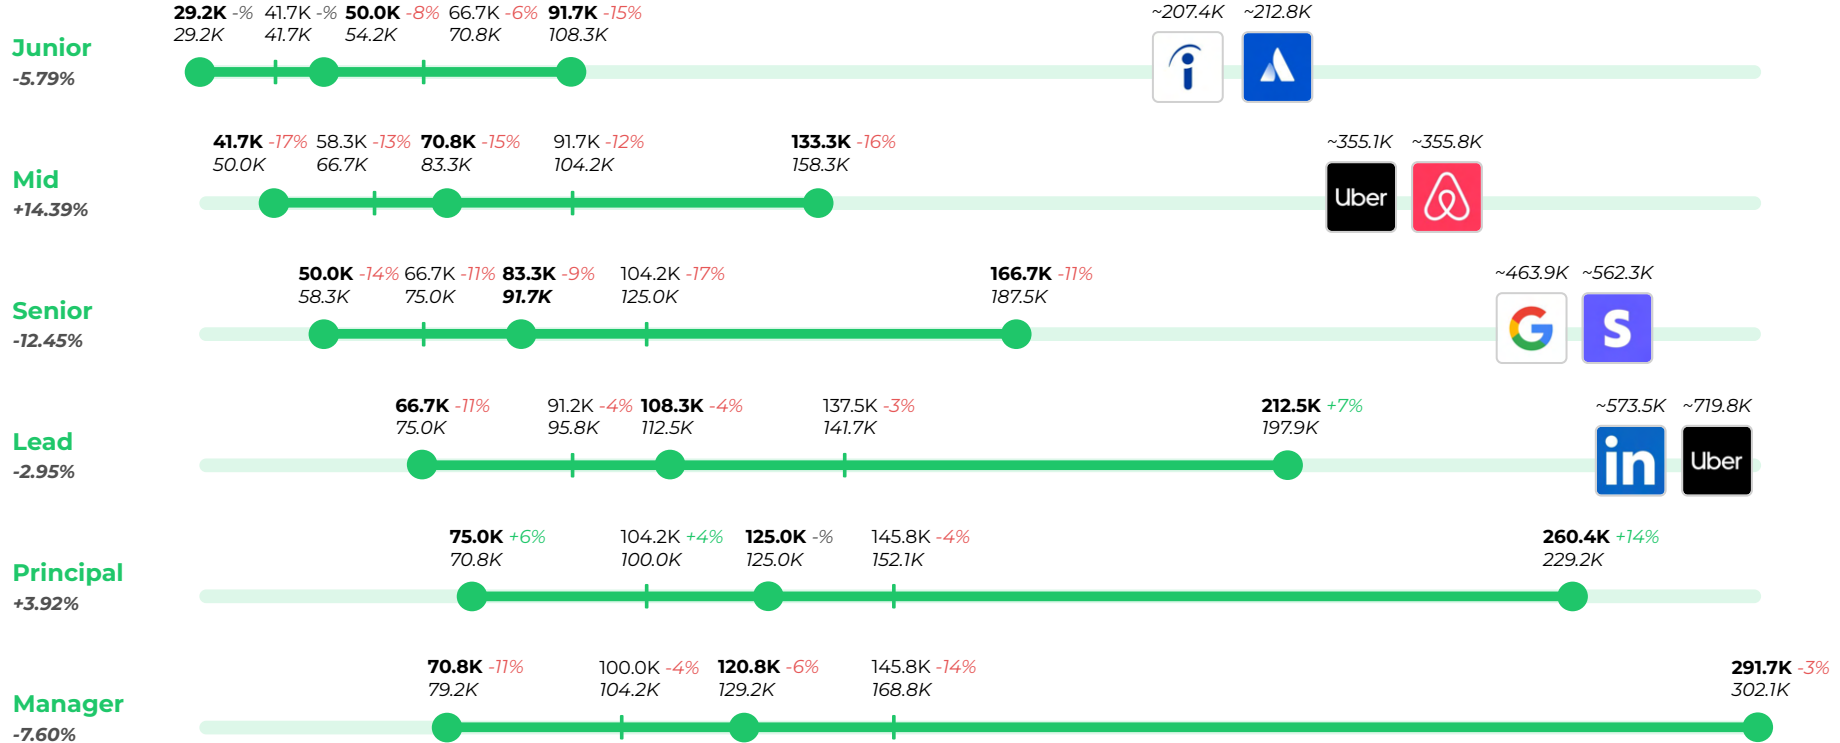 29.2K -% 41.7K -% 50.0K -8% 66.7K -6% 91.7K -15% ~207.4K ~212.8K
29.2K 41.7K 54.2K 70.8K 108.3K
Junior
-5.79%
41.7K -17% 58.3K -13% 70.8K -15% 91.7K -12% 133.3K -16% ~355.1K ~355.8K
50.0K 66.7K 83.3K 104.2K 158.3K
Mid
Uber
+14.39%
50.0K -14% 66.7K -11% 83.3K -9% 104.2K -17% 166.7K -11% ~463.9K ~562.3K
58.3K 75.0K 91.7K 125.0K 187.5K
Senior
G S
-12.45%
66.7K -11% 91.2K -4% 108.3K -4% 137.5K -3% 212.5K +7% ~573.5K ~719.8K
75.0K 95.8K 112.5K 141.7K 197.9K
Lead
in Uber
-2.95%
75.0K +6% 104.2K +4% 125.0K -% 145.8K -4% 260.4K +14%
70.8K 100.0K 125.0K 152.1K 229.2K
Principal
+3.92%
70.8K -11% 100.0K -4% 120.8K -6% 145.8K -14% 291.7K -3%
79.2K 104.2K 129.2K 168.8K 302.1K
Manager
-7.60%